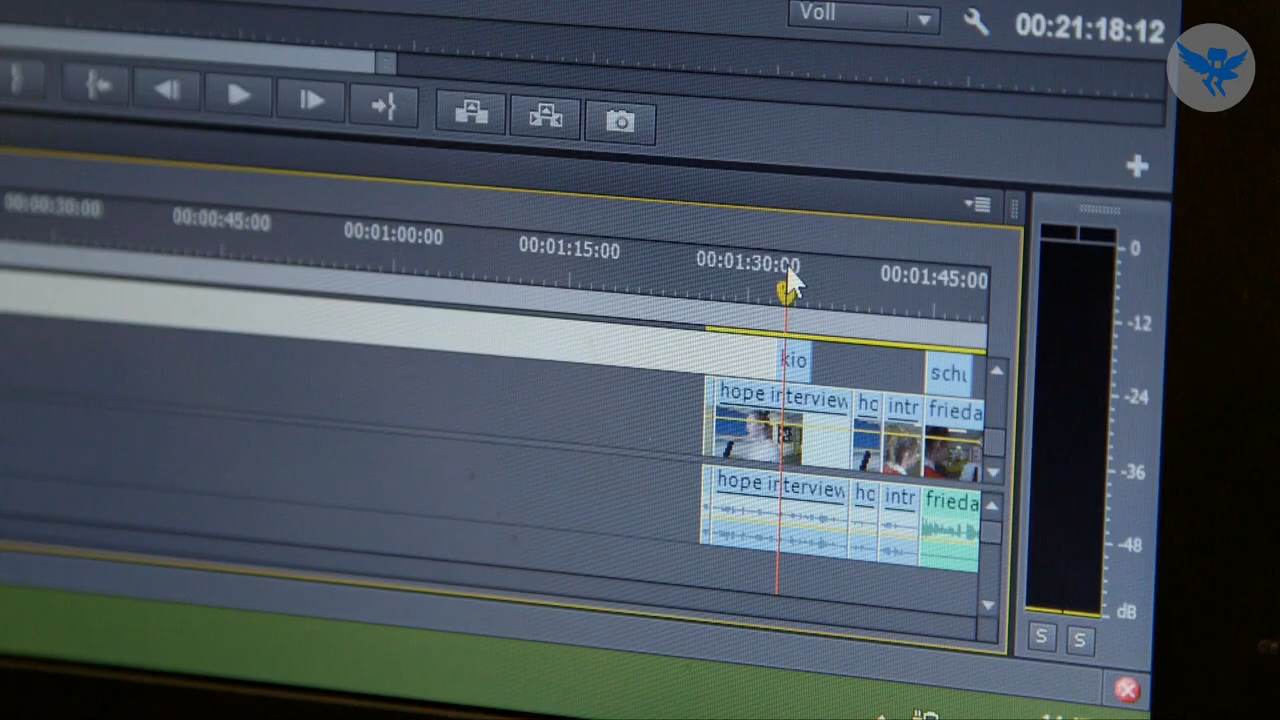 Voll
00:21:18:12
00:00:30:00 00:00:45:00 00:01:00:00 00:01:15:00 00:01:30:00 00:01:45:00
kio
schu
hope interview hc intr frieda
hope interview hc intr frieda
0
-12
-24
-36
-48
dB
S S